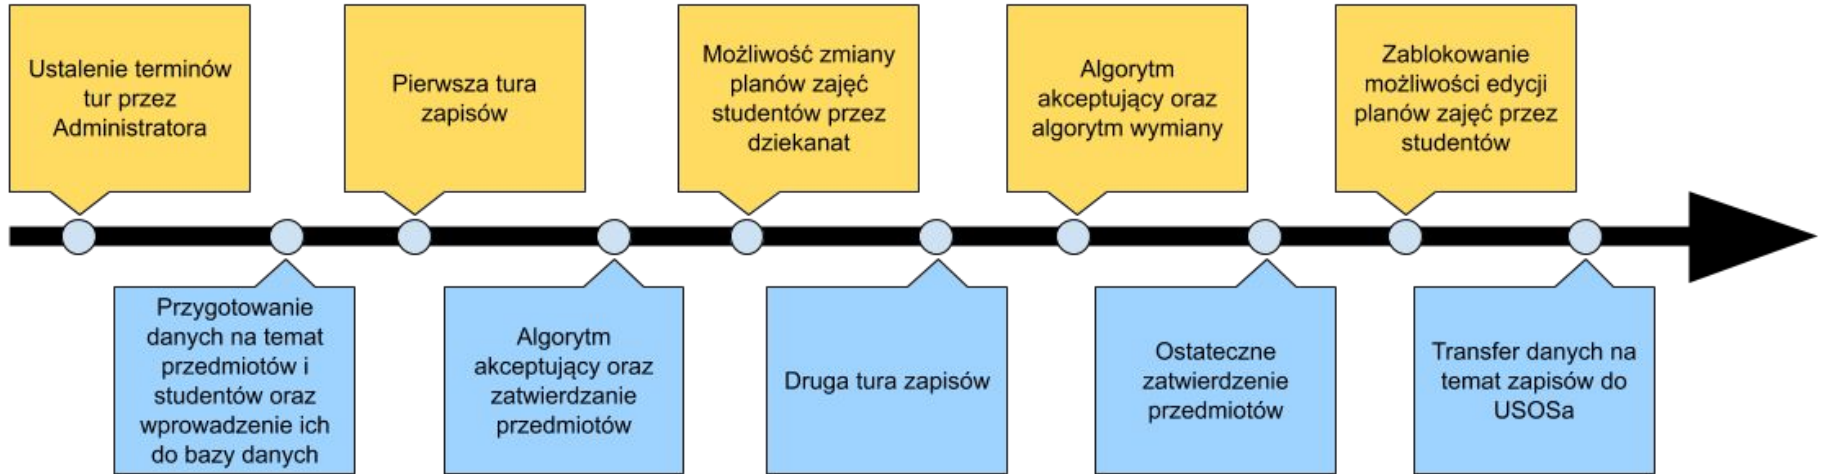 Ustalenie terminów
tur przez
Administratora
Pierwsza tura
zapisów
Możliwość zmiany
planów zajęć
studentów przez
dziekanat
Algorytm
akceptujący oraz
algorytm wymiany
Zablokowanie
możliwości edycji
planów zajęć przez
studentów
Przygotowanie
danych na temat
przedmiotów i
studentów oraz
wprowadzenie ich
do bazy danych
Algorytm
akceptujący oraz
zatwierdzanie
przedmiotów
Druga tura zapisów
Ostateczne
zatwierdzenie
przedmiotów
Transfer danych na
temat zapisów do
USOSa